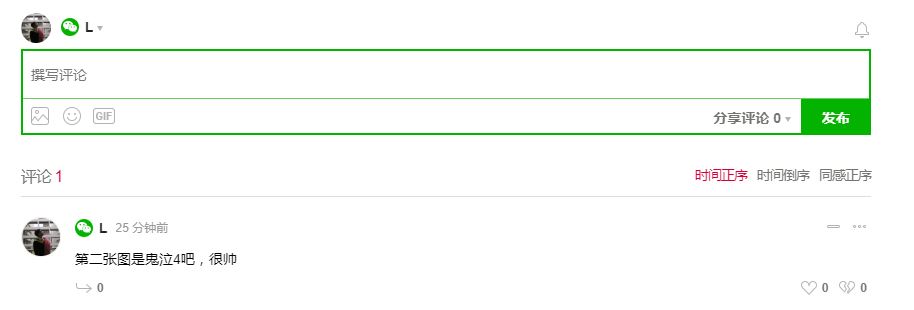 L
撰写评论
GIF
分享评论 0
发布
评论 1
时间正序 时间倒序 同感正序
L 25 分钟前
第二张图是鬼泣4吧，很帅
0
0 0